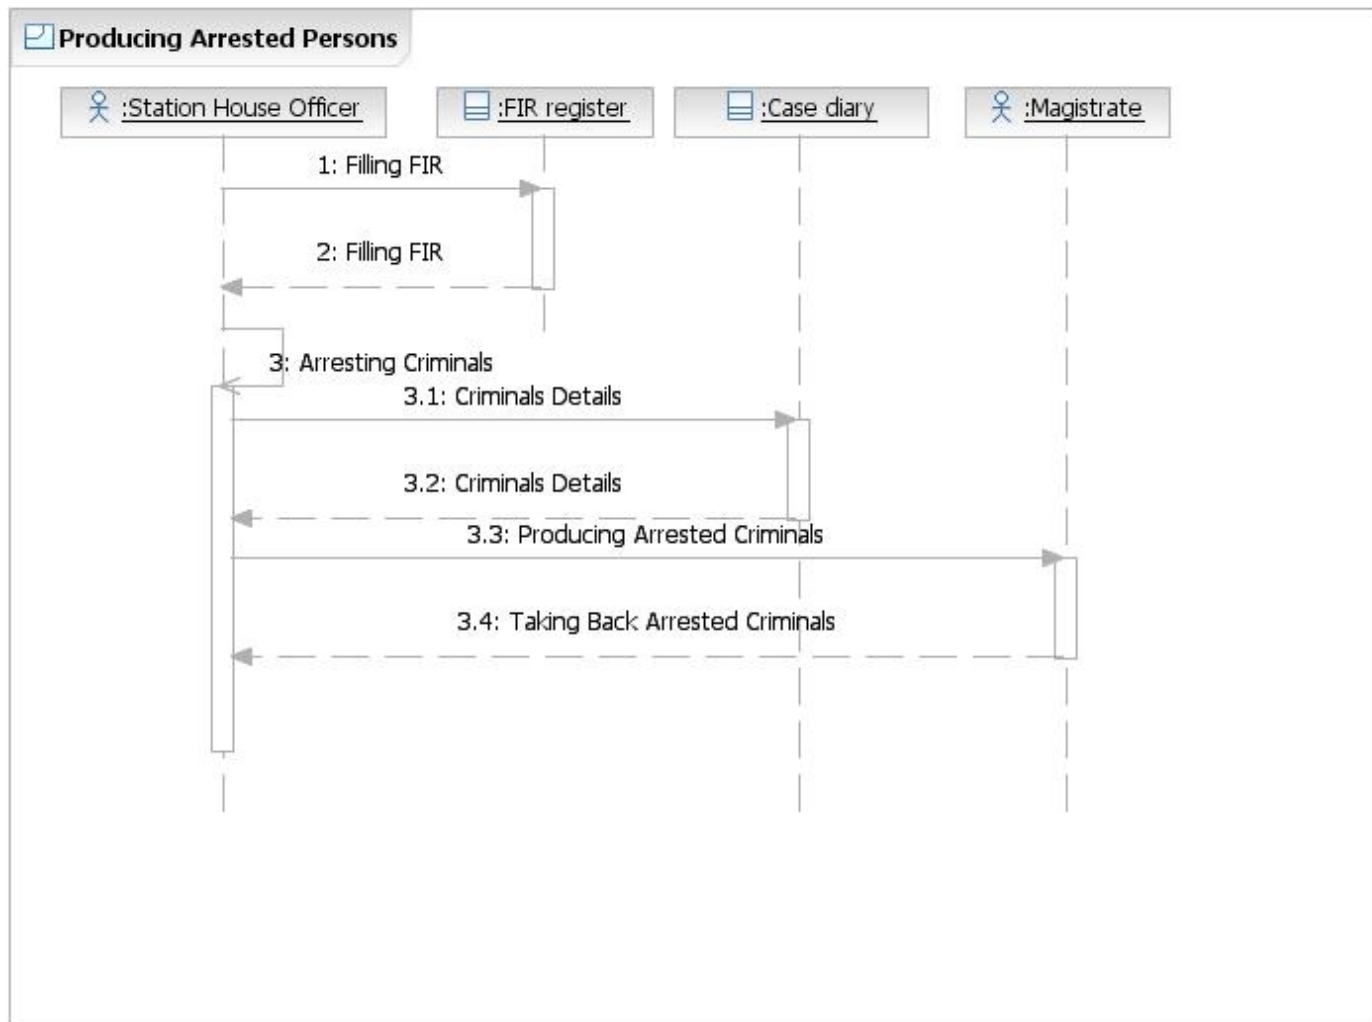 Producing Arrested Persons
:Station House Officer
:FIR register
:Case diary
:Magistrate
1: Filling FIR
2: Filling FIR
3: Arresting Criminals
3.1: Criminals Details
3.2: Criminals Details
3.3: Producing Arrested Criminals
3.4: Taking Back Arrested Criminals